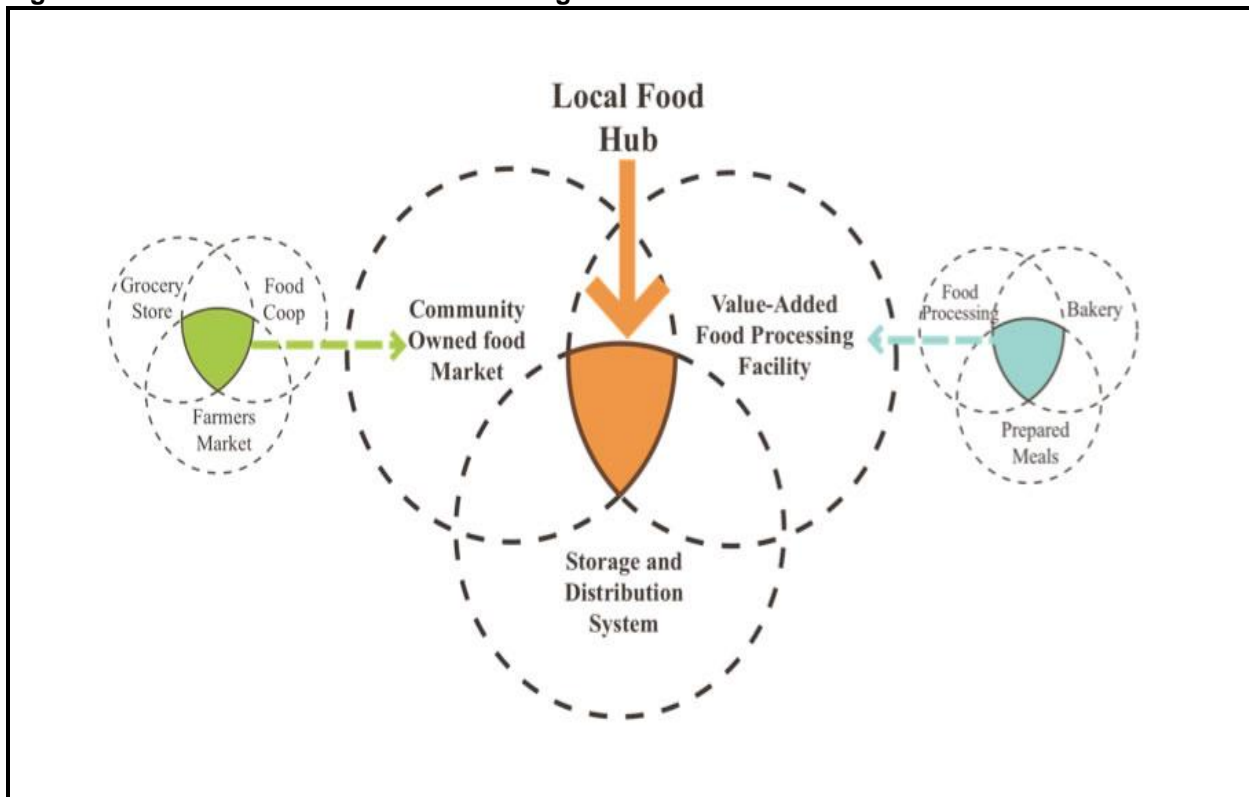 Local Food
Hub
Grocery
Store
Food
Coop
Farmers
Market
Community
Owned food
Market
Value-Added
Food Processing
Facility
Storage and
Distribution
System
Food
Processing
Bakery
Prepared
Meals